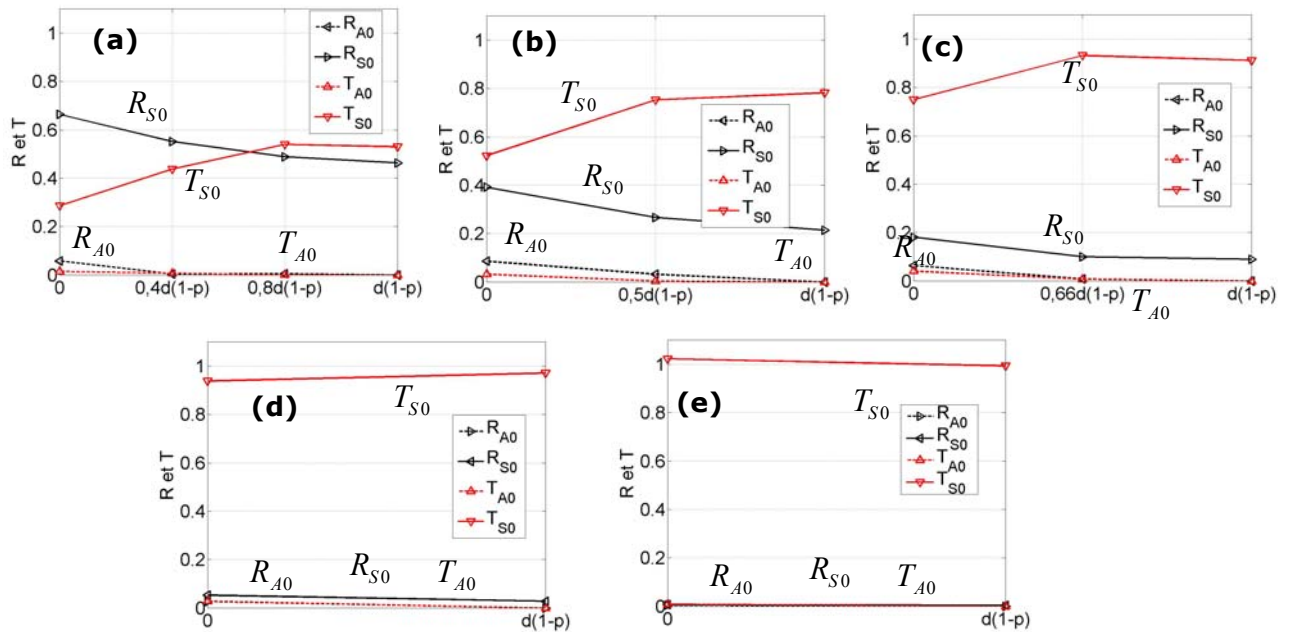 (a)
R et T
1
0.8
0.6
0.4
0.2
0
0 0,4d(1-p) 0,8d(1-p) d(1-p)
R_A0
R_S0
T_A0
T_S0
R_S0
T_S0
R_A0
T_A0
(b)
R et T
1
0.8
0.6
0.4
0.2
0
0 0,5d(1-p) d(1-p)
R_A0
R_S0
T_A0
T_S0
T_S0
R_S0
R_A0
T_A0
(c)
R et T
1
0.8
0.6
0.4
0.2
0
0 0,66d(1-p) d(1-p)
R_A0
R_S0
T_A0
T_S0
T_S0
R_S0
R_A0
T_A0
(d)
R et T
1
0.8
0.6
0.4
0.2
0
0 d(1-p)
R_A0
R_S0
T_A0
T_S0
T_S0
R_A0 R_S0 T_A0
(e)
R et T
1
0.8
0.6
0.4
0.2
0
0 d(1-p)
R_A0
R_S0
T_A0
T_S0
T_S0
R_A0 R_S0 T_A0